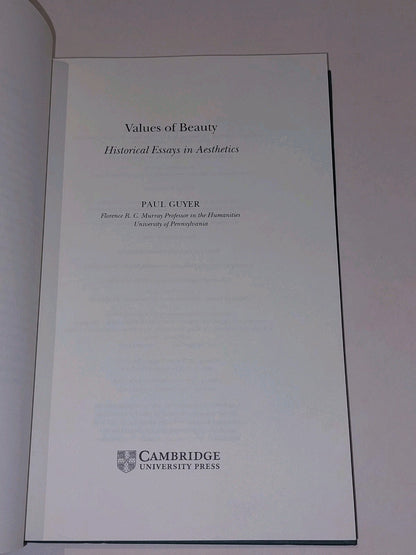 Values of Beauty
Historical Essays in Aesthetics
PAUL GUYER
Florence R. C. Murray Professor in the Humanities
University of Pennsylvania
CAMBRIDGE
UNIVERSITY PRESS